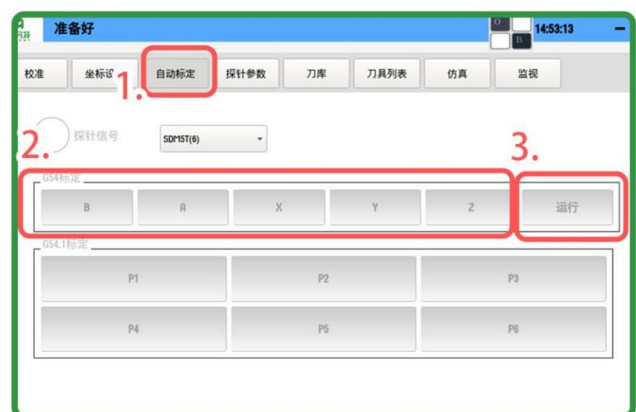 准备好
O
B
14:53:13
校准 坐标设 自动标定 探针参数 刀库 刀具列表 仿真 监视
1.
探针信号 SDM15T(6)
2.
3.
G54标定
B A X Y Z 运行
G54.1标定
P1 P2 P3
P4 P5 P6